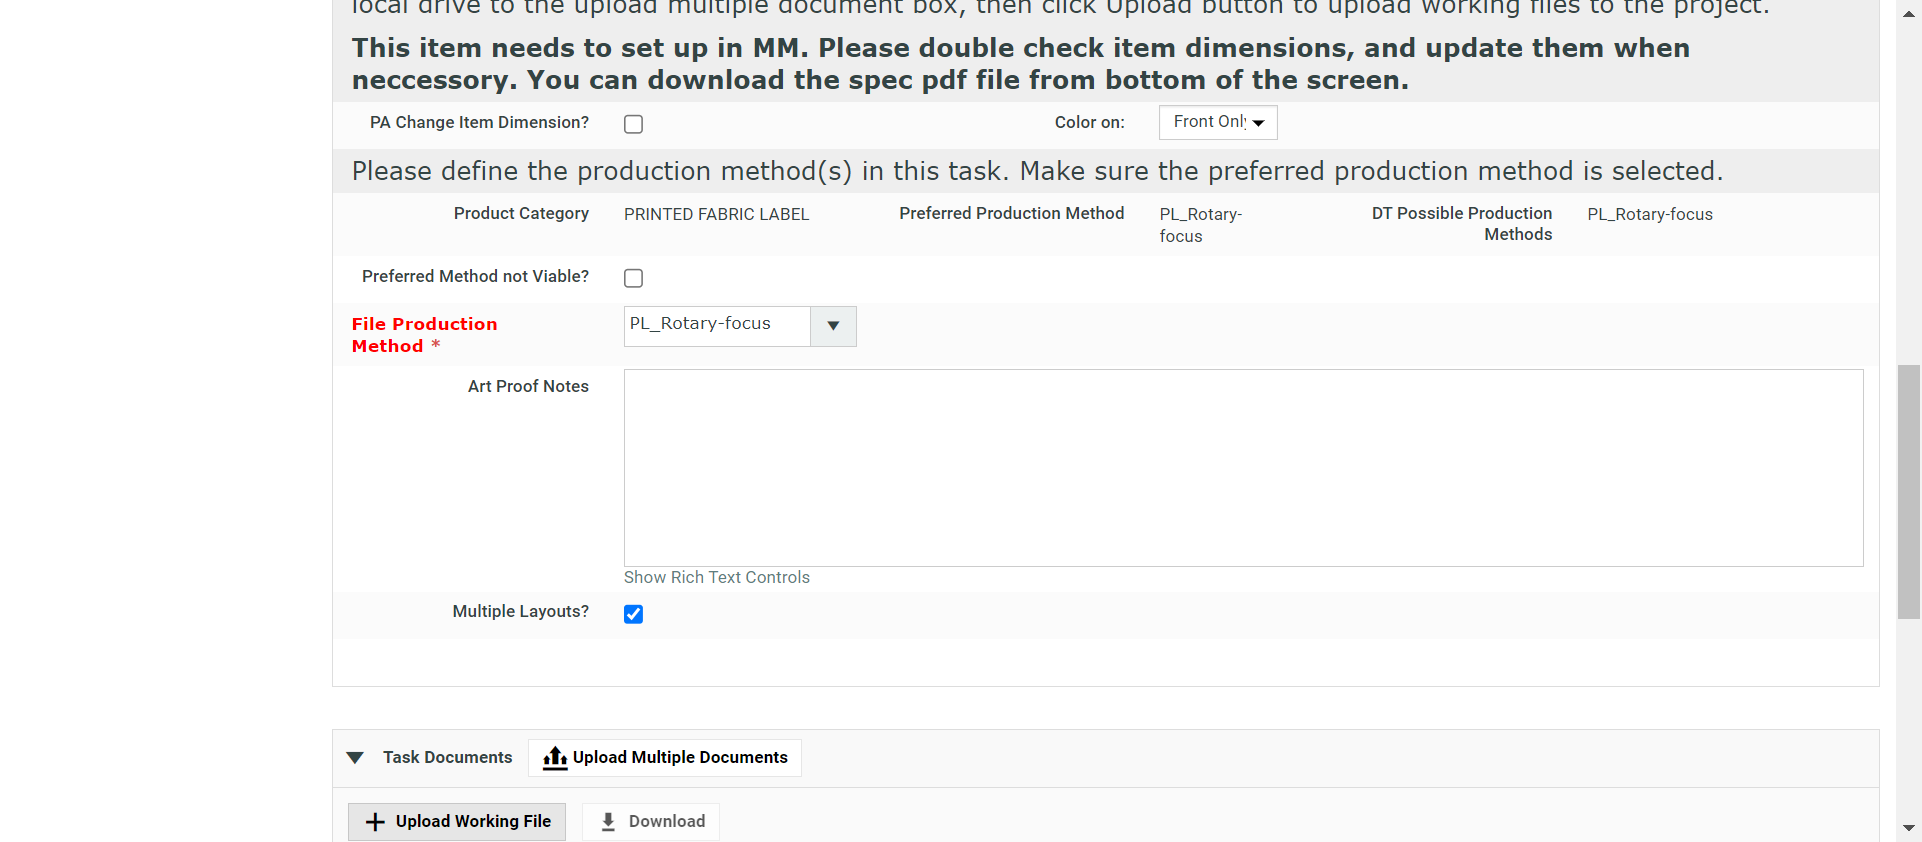 local drive to the upload multiple document box, then click Upload button to upload working files to the project.
This item needs to set up in MM. Please double check item dimensions, and update them when
neccessory. You can download the spec pdf file from bottom of the screen.
PA Change Item Dimension?
Color on:
Front Only
Please define the production method(s) in this task. Make sure the preferred production method is selected.
Product Category
PRINTED FABRIC LABEL
Preferred Production Method
PL_Rotary-
focus
DT Possible Production
Methods
PL_Rotary-focus
Preferred Method not Viable?
File Production
Method *
PL_Rotary-focus
Art Proof Notes
Show Rich Text Controls
Multiple Layouts?
Task Documents
Upload Multiple Documents
Upload Working File
Download